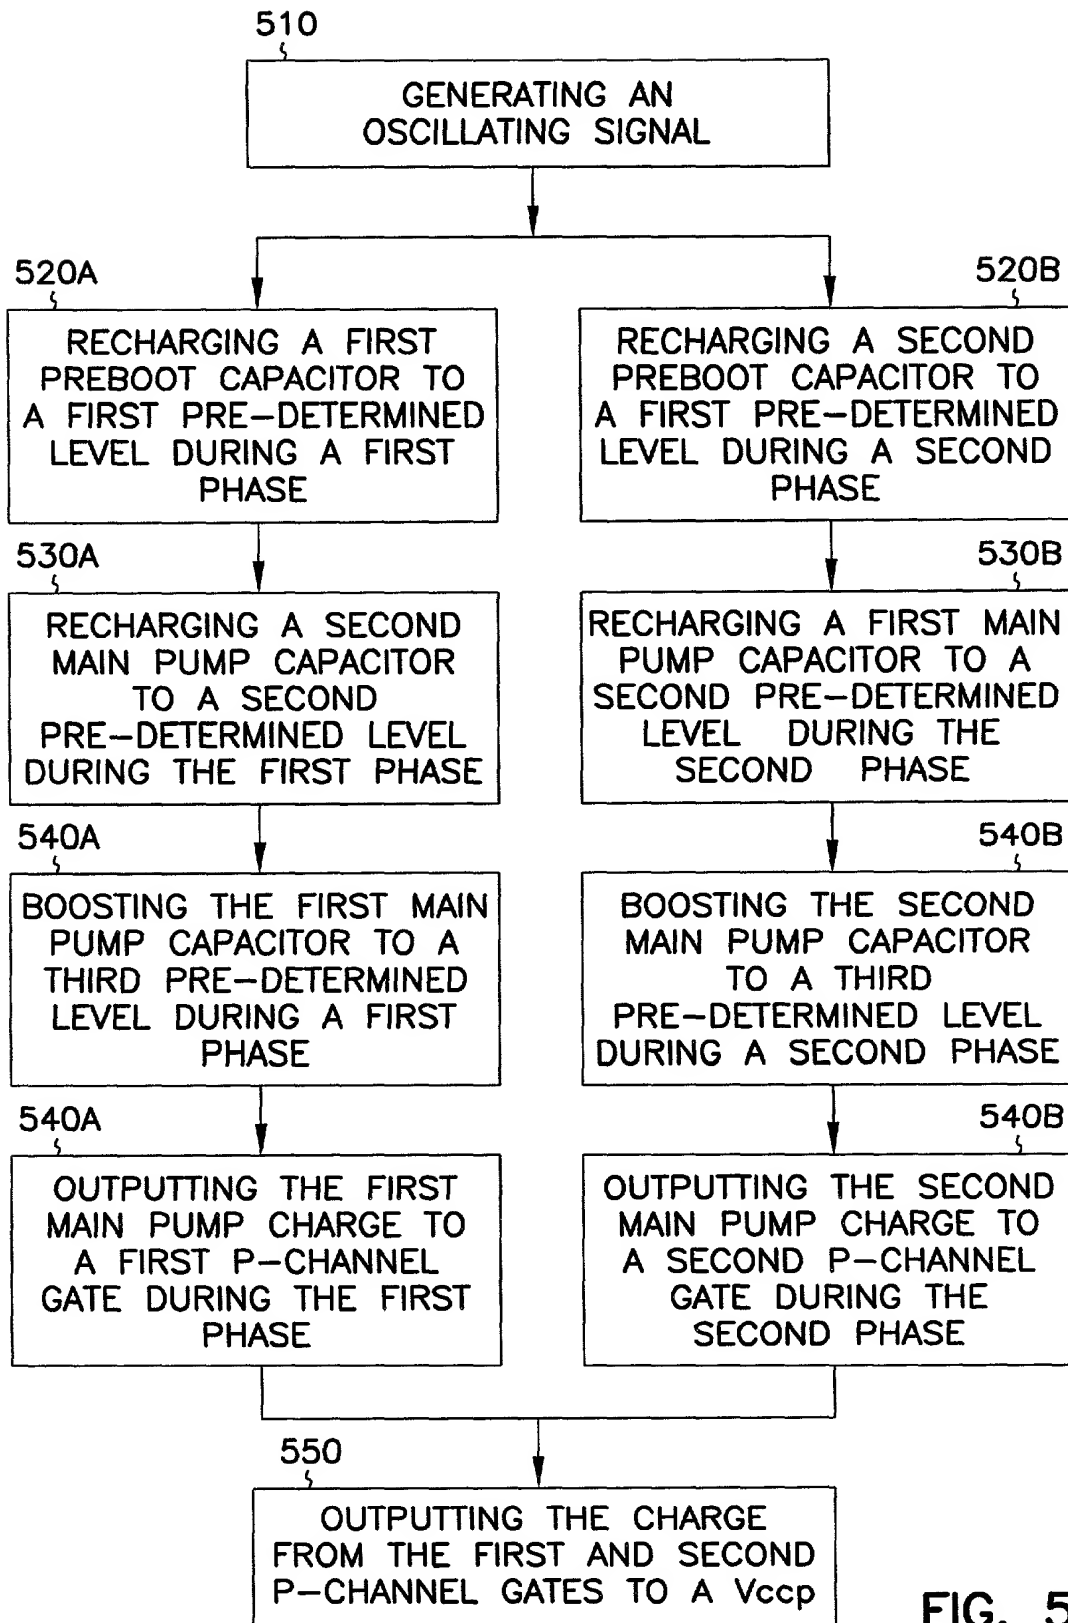 510
GENERATING AN
OSCILLATING SIGNAL
520A
RECHARGING A FIRST
PREBOOT CAPACITOR TO
A FIRST PRE-DETERMINED
LEVEL DURING A FIRST
PHASE
520B
RECHARGING A SECOND
PREBOOT CAPACITOR TO
A FIRST PRE-DETERMINED
LEVEL DURING A SECOND
PHASE
530A
RECHARGING A SECOND
MAIN PUMP CAPACITOR
TO A SECOND
PRE-DETERMINED LEVEL
DURING THE FIRST PHASE
530B
RECHARGING A FIRST MAIN
PUMP CAPACITOR TO A
SECOND PRE-DETERMINED
LEVEL DURING THE
SECOND PHASE
540A
BOOSTING THE FIRST MAIN
PUMP CAPACITOR TO A
THIRD PRE-DETERMINED
LEVEL DURING A FIRST
PHASE
540B
BOOSTING THE SECOND
MAIN PUMP CAPACITOR
TO A THIRD
PRE-DETERMINED LEVEL
DURING A SECOND PHASE
540A
OUTPUTTING THE FIRST
MAIN PUMP CHARGE TO
A FIRST P-CHANNEL
GATE DURING THE FIRST
PHASE
540B
OUTPUTTING THE SECOND
MAIN PUMP CHARGE TO
A SECOND P-CHANNEL
GATE DURING THE
SECOND PHASE
550
OUTPUTTING THE CHARGE
FROM THE FIRST AND SECOND
P-CHANNEL GATES TO A Vccp
FIG. 5